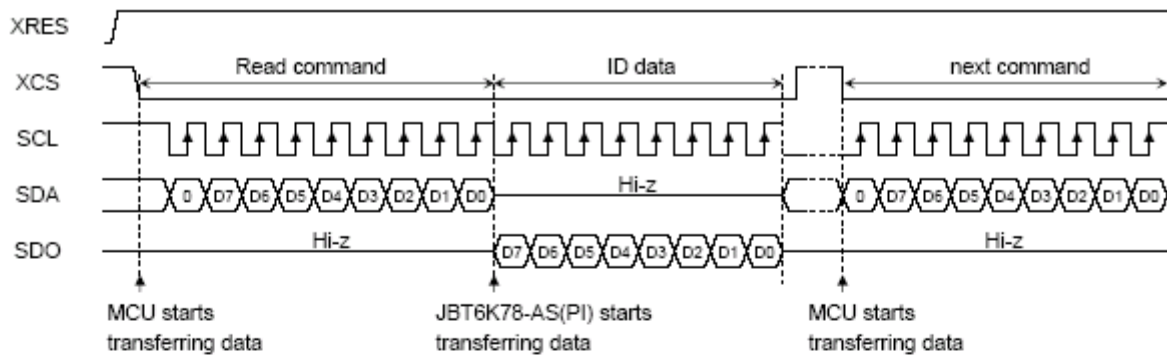 XRES
XCS Read command ID data next command
SCL
SDA 0 D7 D6 D5 D4 D3 D2 D1 D0 Hi-z 0 D7 D6 D5 D4 D3 D2 D1 D0
SDO Hi-z D7 D6 D5 D4 D3 D2 D1 D0 Hi-z
MCU starts JBT6K78-AS(PI) starts MCU starts
transferring data transferring data transferring data